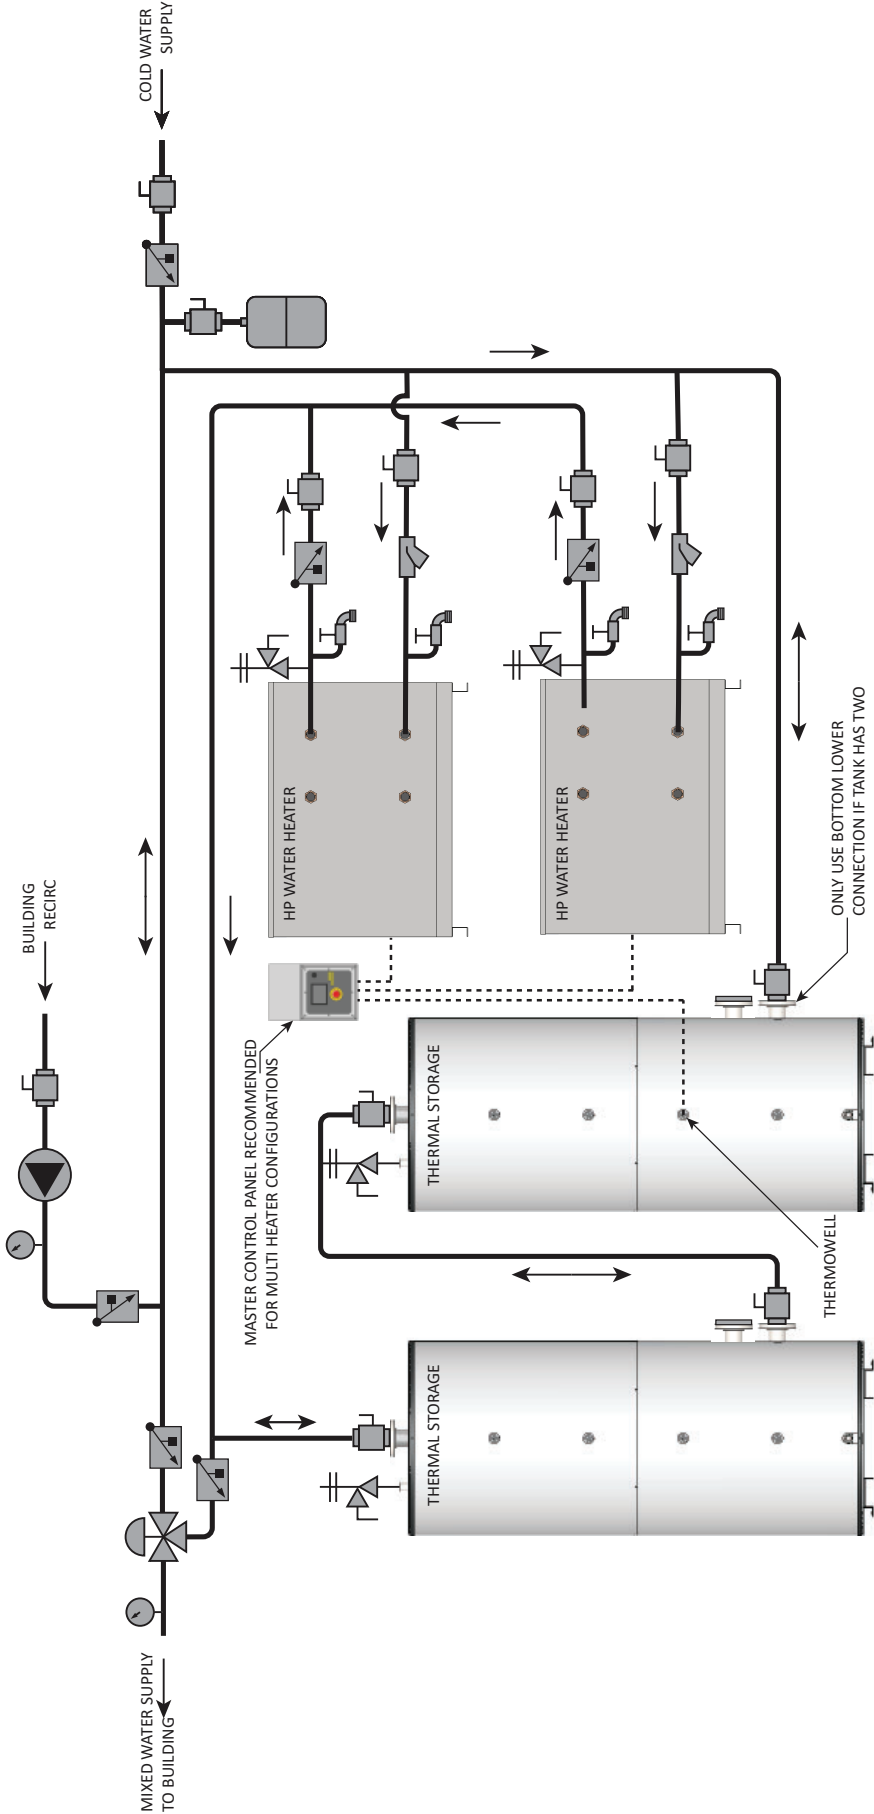 COLD WATER
SUPPLY
BUILDING
RECIRC
HP WATER HEATER
HP WATER HEATER
ONLY USE BOTTOM LOWER
CONNECTION IF TANK HAS TWO
MASTER CONTROL PANEL RECOMMENDED
FOR MULTI HEATER CONFIGURATIONS
THERMAL STORAGE
THERMOWELL
THERMAL STORAGE
MIXED WATER SUPPLY
TO BUILDING